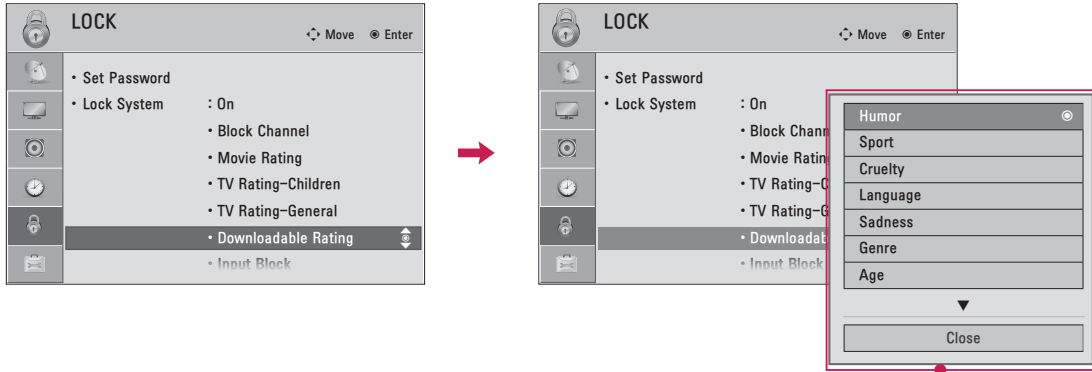 LOCK
Move Enter
• Set Password
• Lock System : On
• Block Channel
• Movie Rating
• TV Rating-Children
• TV Rating-General
• Downloadable Rating
• Input Block
LOCK
Move Enter
• Set Password
• Lock System : On
• Block Chann
• Movie Ratin
• TV Rating-C
• TV Rating-G
• Downloadab
• Input Block
Humor
Sport
Cruelty
Language
Sadness
Genre
Age
▼
Close